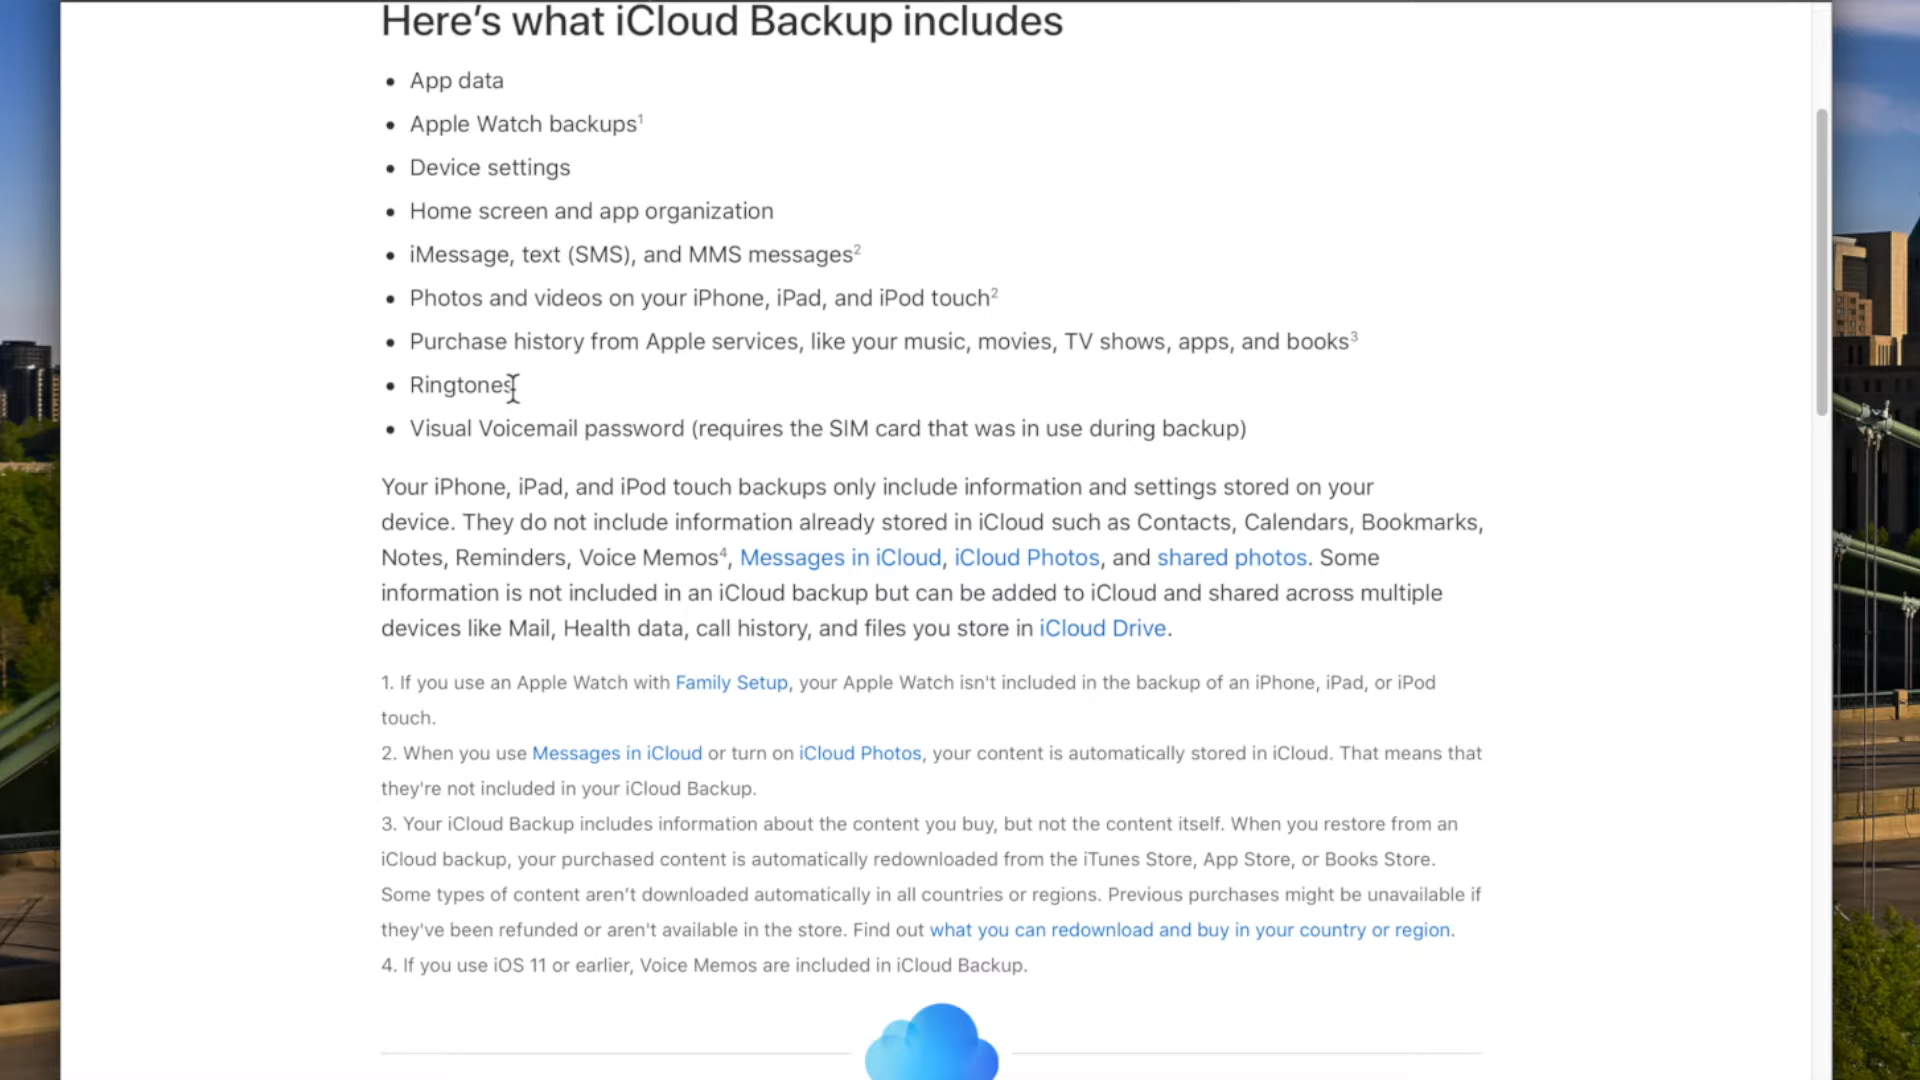 Here’s what iCloud Backup includes
• App data
• Apple Watch backups¹
• Device settings
• Home screen and app organization
• iMessage, text (SMS), and MMS messages²
• Photos and videos on your iPhone, iPad, and iPod touch²
• Purchase history from Apple services, like your music, movies, TV shows, apps, and books³
• Ringtones
• Visual Voicemail password (requires the SIM card that was in use during backup)
Your iPhone, iPad, and iPod touch backups only include information and settings stored on your
device. They do not include information already stored in iCloud such as Contacts, Calendars, Bookmarks,
Notes, Reminders, Voice Memos⁴, Messages in iCloud, iCloud Photos, and shared photos. Some
information is not included in an iCloud backup but can be added to iCloud and shared across multiple
devices like Mail, Health data, call history, and files you store in iCloud Drive.
1. If you use an Apple Watch with Family Setup, your Apple Watch isn't included in the backup of an iPhone, iPad, or iPod
touch.
2. When you use Messages in iCloud or turn on iCloud Photos, your content is automatically stored in iCloud. That means that
they're not included in your iCloud Backup.
3. Your iCloud Backup includes information about the content you buy, but not the content itself. When you restore from an
iCloud backup, your purchased content is automatically redownloaded from the iTunes Store, App Store, or Books Store.
Some types of content aren’t downloaded automatically in all countries or regions. Previous purchases might be unavailable if
they've been refunded or aren't available in the store. Find out what you can redownload and buy in your country or region.
4. If you use iOS 11 or earlier, Voice Memos are included in iCloud Backup.